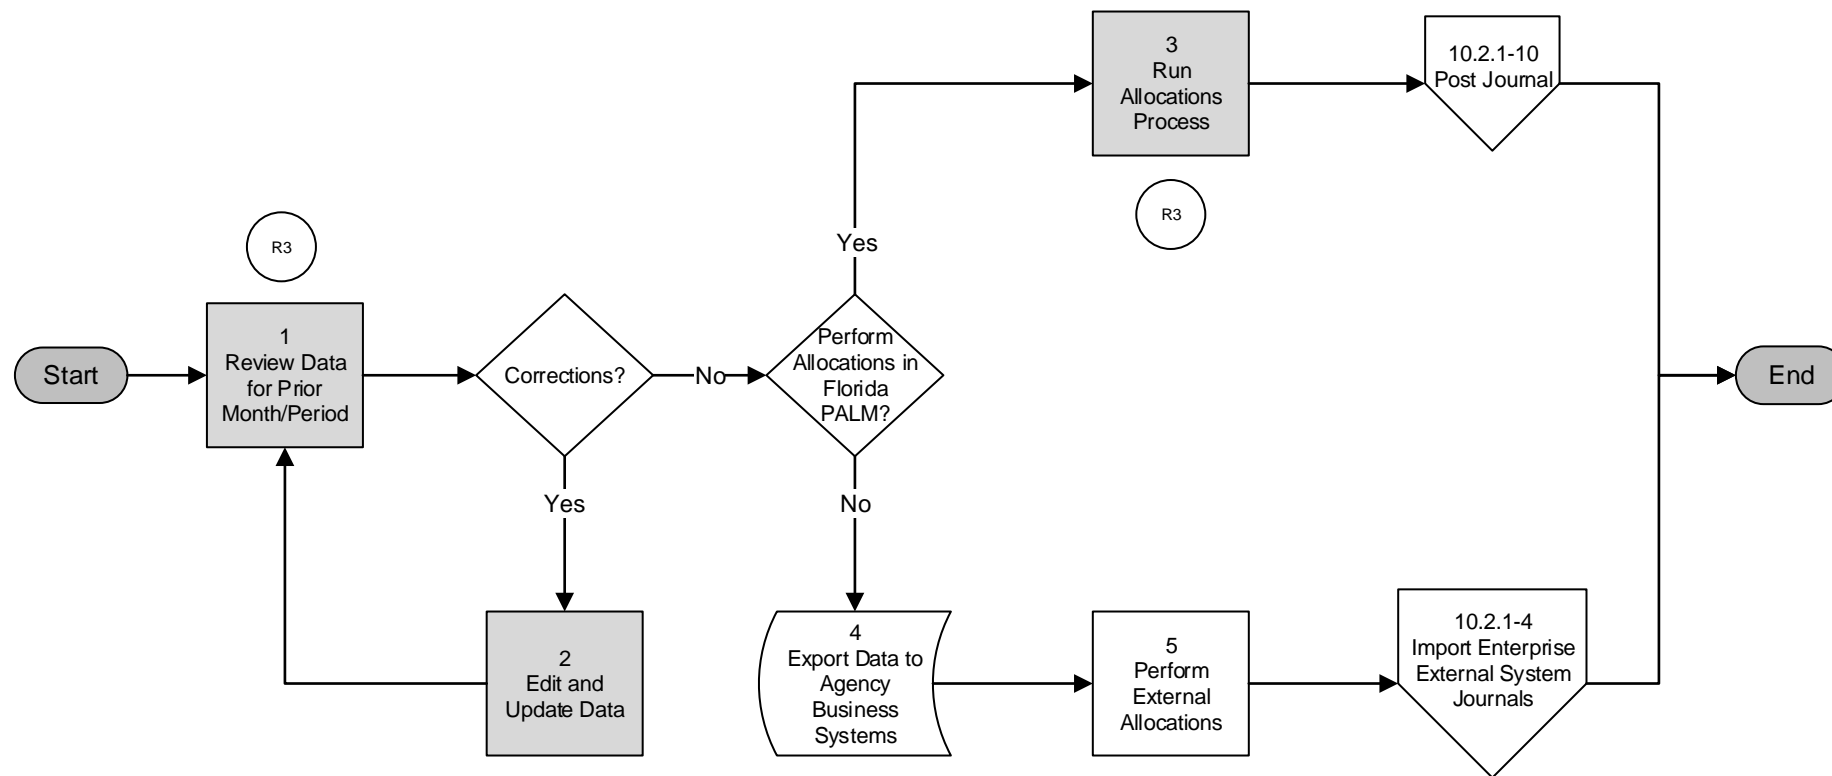 3
Run
Allocations
Process
10.2.1-10
Post Journal
R3
Yes
R3
Start
1
Review Data
for Prior
Month/Period
Corrections?
No
Perform
Allocations in
Florida
PALM?
End
Yes
No
2
Edit and
Update Data
4
Export Data to
Agency
Business
Systems
5
Perform
External
Allocations
10.2.1-4
Import Enterprise
External System
Journals